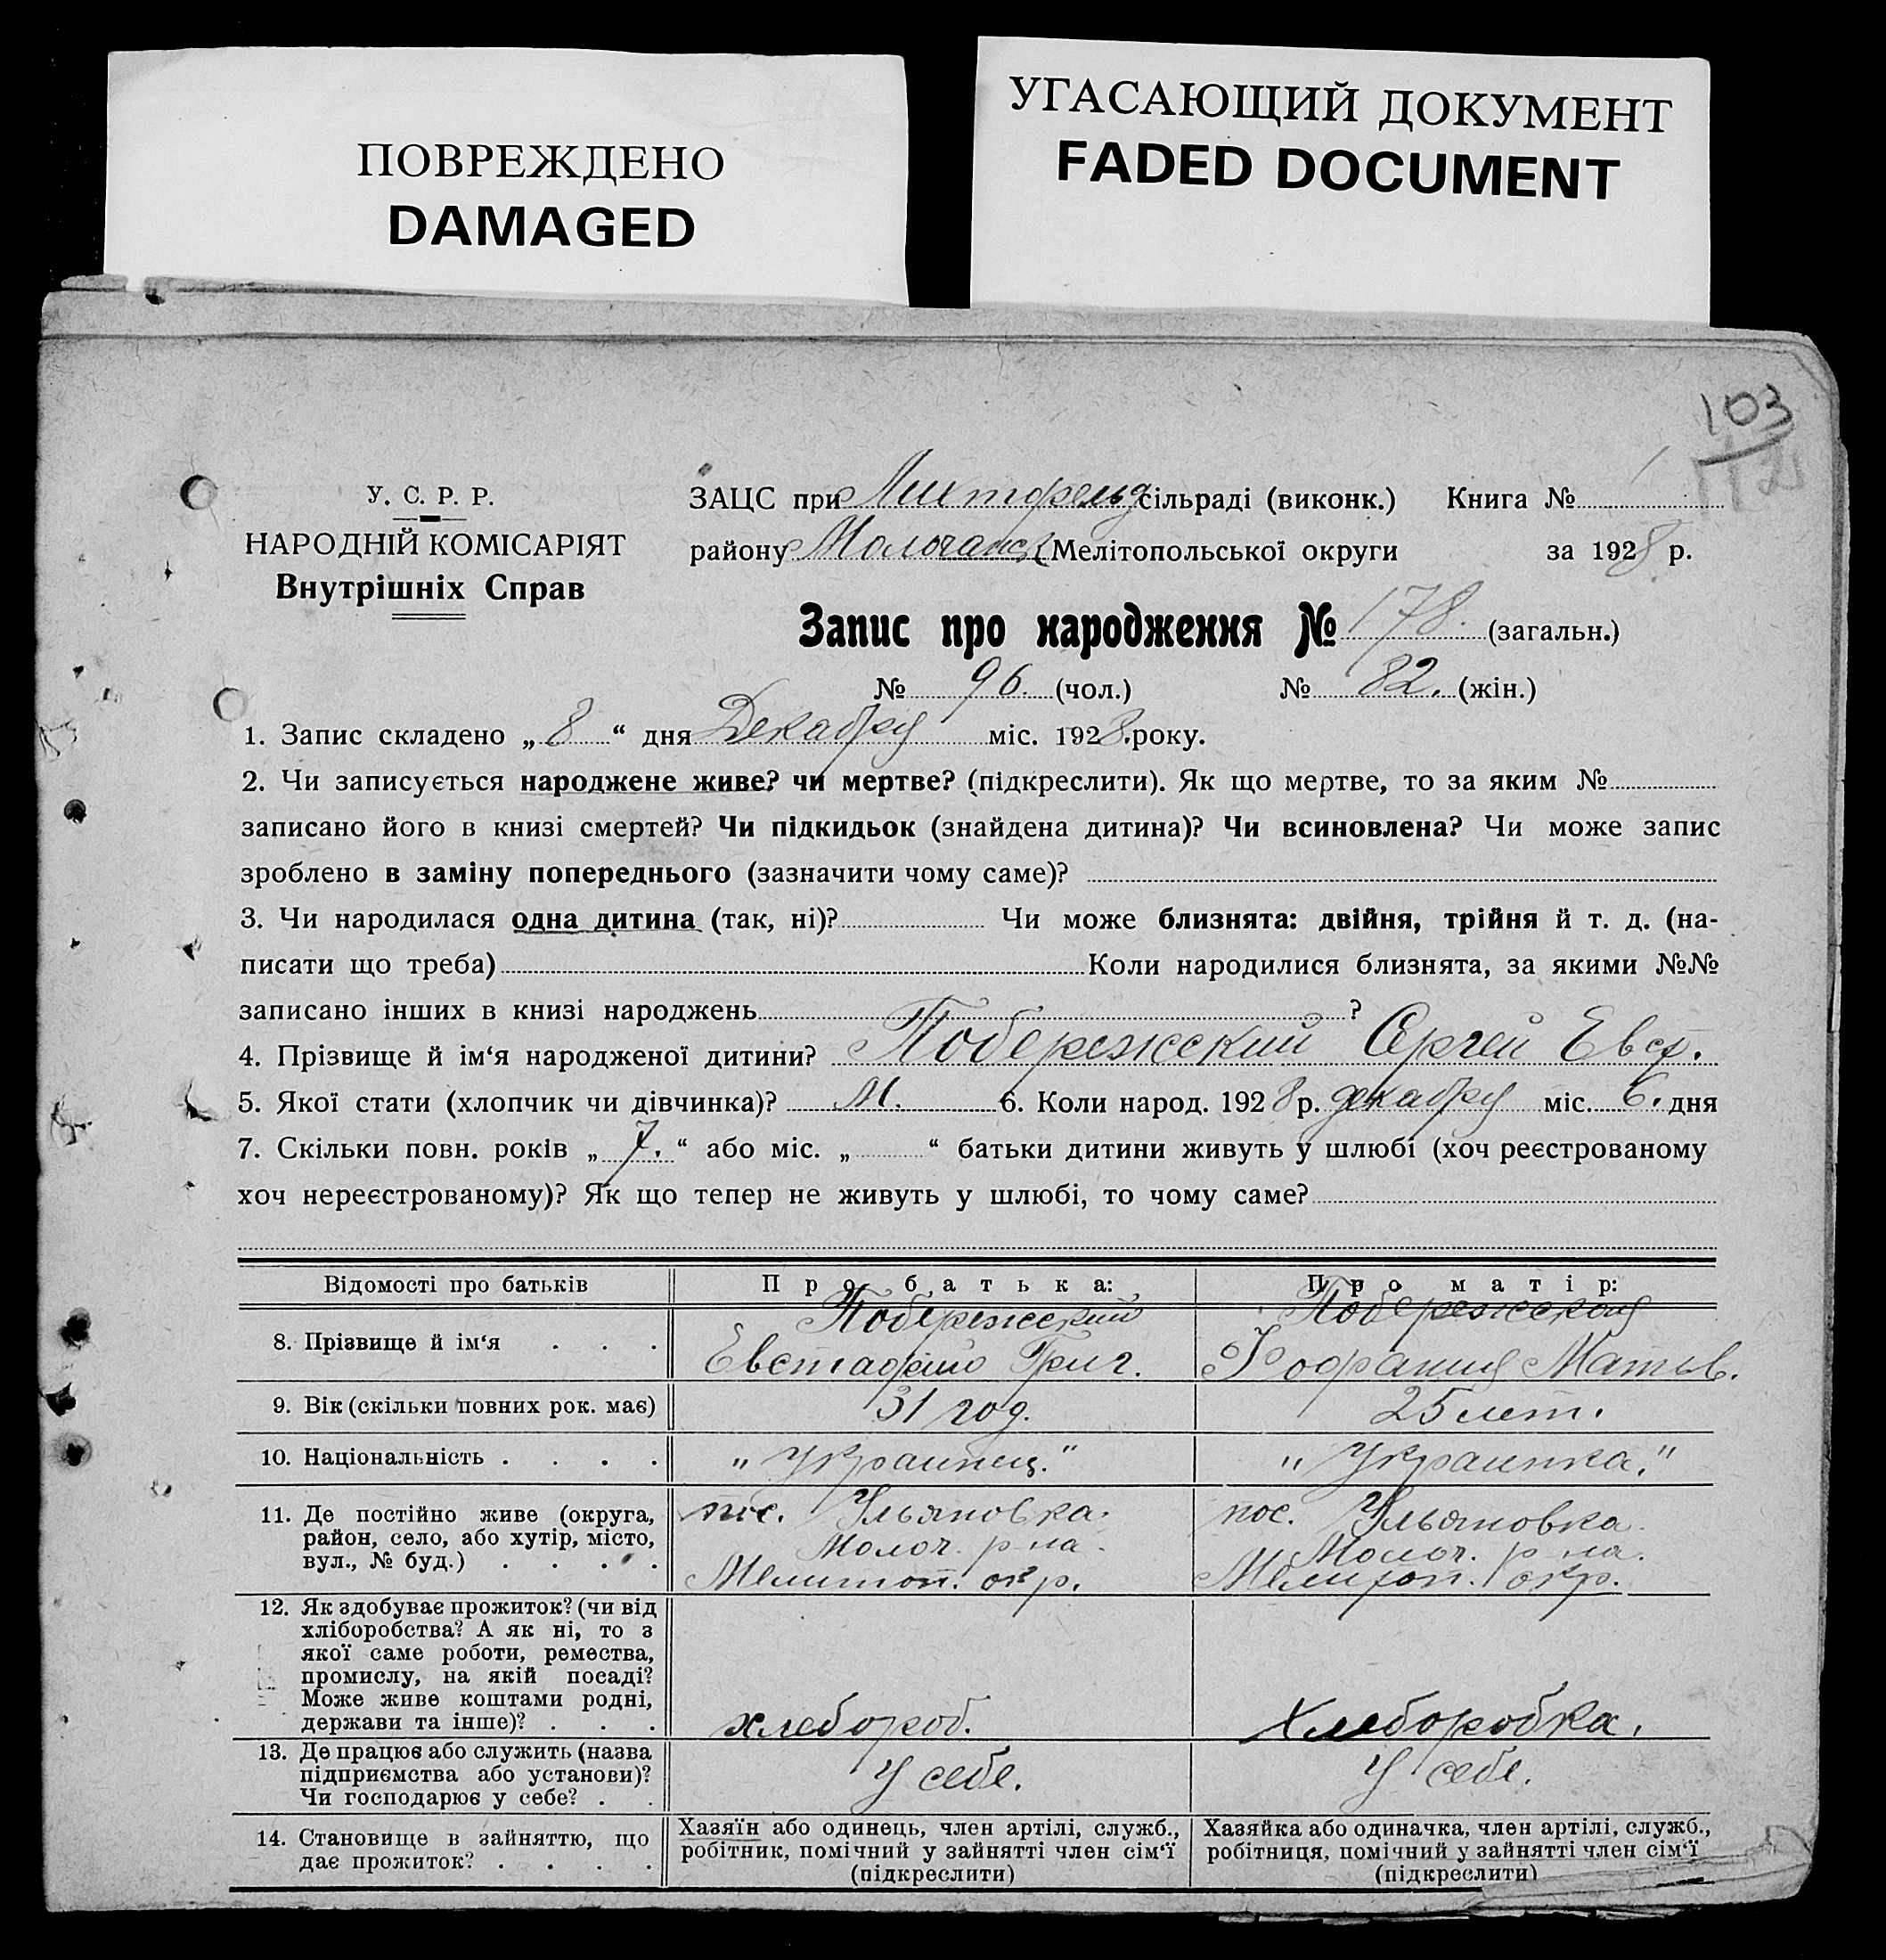 ПОВРЕЖДЕНО
DAMAGED
УГАСАЮЩИЙ ДОКУМЕНТ
FADED DOCUMENT
103
У. С. Р. Р.
НАРОДНІЙ КОМІСАРІЯТ
Внутрішніх Справ
ЗАЦС при Лихтфельд сільраді (виконк.) Книга № 1
району Молочанск Мелітопольської округи за 1928 р.
Запис про народження № 178. (загальн.)
№ 96. (чол.) № 82. (жін.)
1. Запис складено „ 8 “ дня Декабря міс. 1928. року.
2. Чи записується народжене живе? чи мертве? (підкреслити). Як що мертве, то за яким №
записано його в книзі смертей? Чи підкидьок (знайдена дитина)? Чи всиновлена? Чи може запис
зроблено в заміну попереднього (зазначити чому саме)?
3. Чи народилася одна дитина (так, ні)? Чи може близнята: двійня, трійня й т. д. (на-
писати що треба) Коли народилися близнята, за якими №№
записано інших в книзі народжень ?
4. Прізвище й ім‘я народженої дитини? Побережский Сергей Евст.
5. Якої стати (хлопчик чи дівчинка)? М. 6. Коли народ. 1928 р. декабря міс. 6. дня
7. Скільки повн. років „ 7. “ або міс. „ “ батьки дитини живуть у шлюбі (хоч реєстрованому
хоч нереєстрованому)? Як що тепер не живуть у шлюбі, то чому саме?
Відомості про батьків Про батька: Про матір:
8. Прізвище й ім‘я . . . Побережский Побережская
Евстафий Григ. Матв.
9. Вік (скільки повних рок. має) 31 год. 25 лет.
10. Національність . . . . „Украинец.“ „Украинка.“
11. Де постійно живе (округа, район, село, або хутір, місто, вул., № буд.) . . . .
пос. Ульяновка. пос. Ульяновка.
Молоч. р-на. Молоч. р-на.
Мелитоп. окр. Мелитоп. окр.
12. Як здобуває прожиток? (чи від
хліборобства? А як ні, то з
якої саме роботи, ремества,
промислу, на якій посаді?
Може живе коштами родні,
держави та інше)? . . . хлебороб. Хлеборобка.
13. Де працює або служить (назва
підприємства або установи)? У себе. У себе.
Чи господарює у себе? . .
14. Становище в зайняттю, що
дає прожиток? . . . .
Хазяїн або одинець, член артілі, служб., Хазяйка або одиначка, член артілі, служб.,
робітник, помічний у зайнятті член сім‘ї робітниця, помічний у зайнятті член сім‘ї
(підкреслити) (підкреслити)